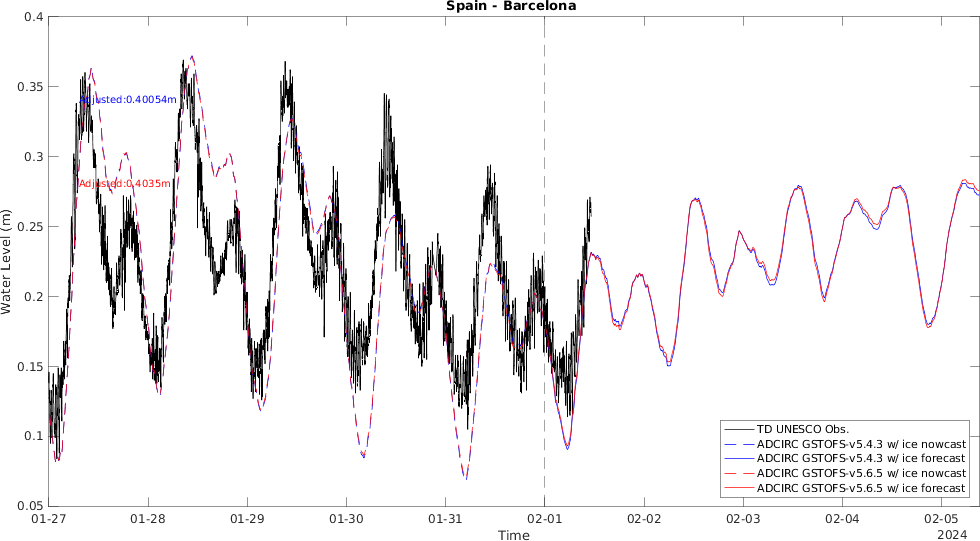 Spain - Barcelona
0.4
0.35
0.3
0.25
0.2
0.15
0.1
0.05
Water Level (m)
Adjusted:0.40054m
Adjusted:0.4035m
TD UNESCO Obs.
ADCIRC GSTOFS-v5.4.3 w/ ice nowcast
ADCIRC GSTOFS-v5.4.3 w/ ice forecast
ADCIRC GSTOFS-v5.6.5 w/ ice nowcast
ADCIRC GSTOFS-v5.6.5 w/ ice forecast
01-27 01-28 01-29 01-30 01-31 02-01 02-02 02-03 02-04 02-05
Time
2024